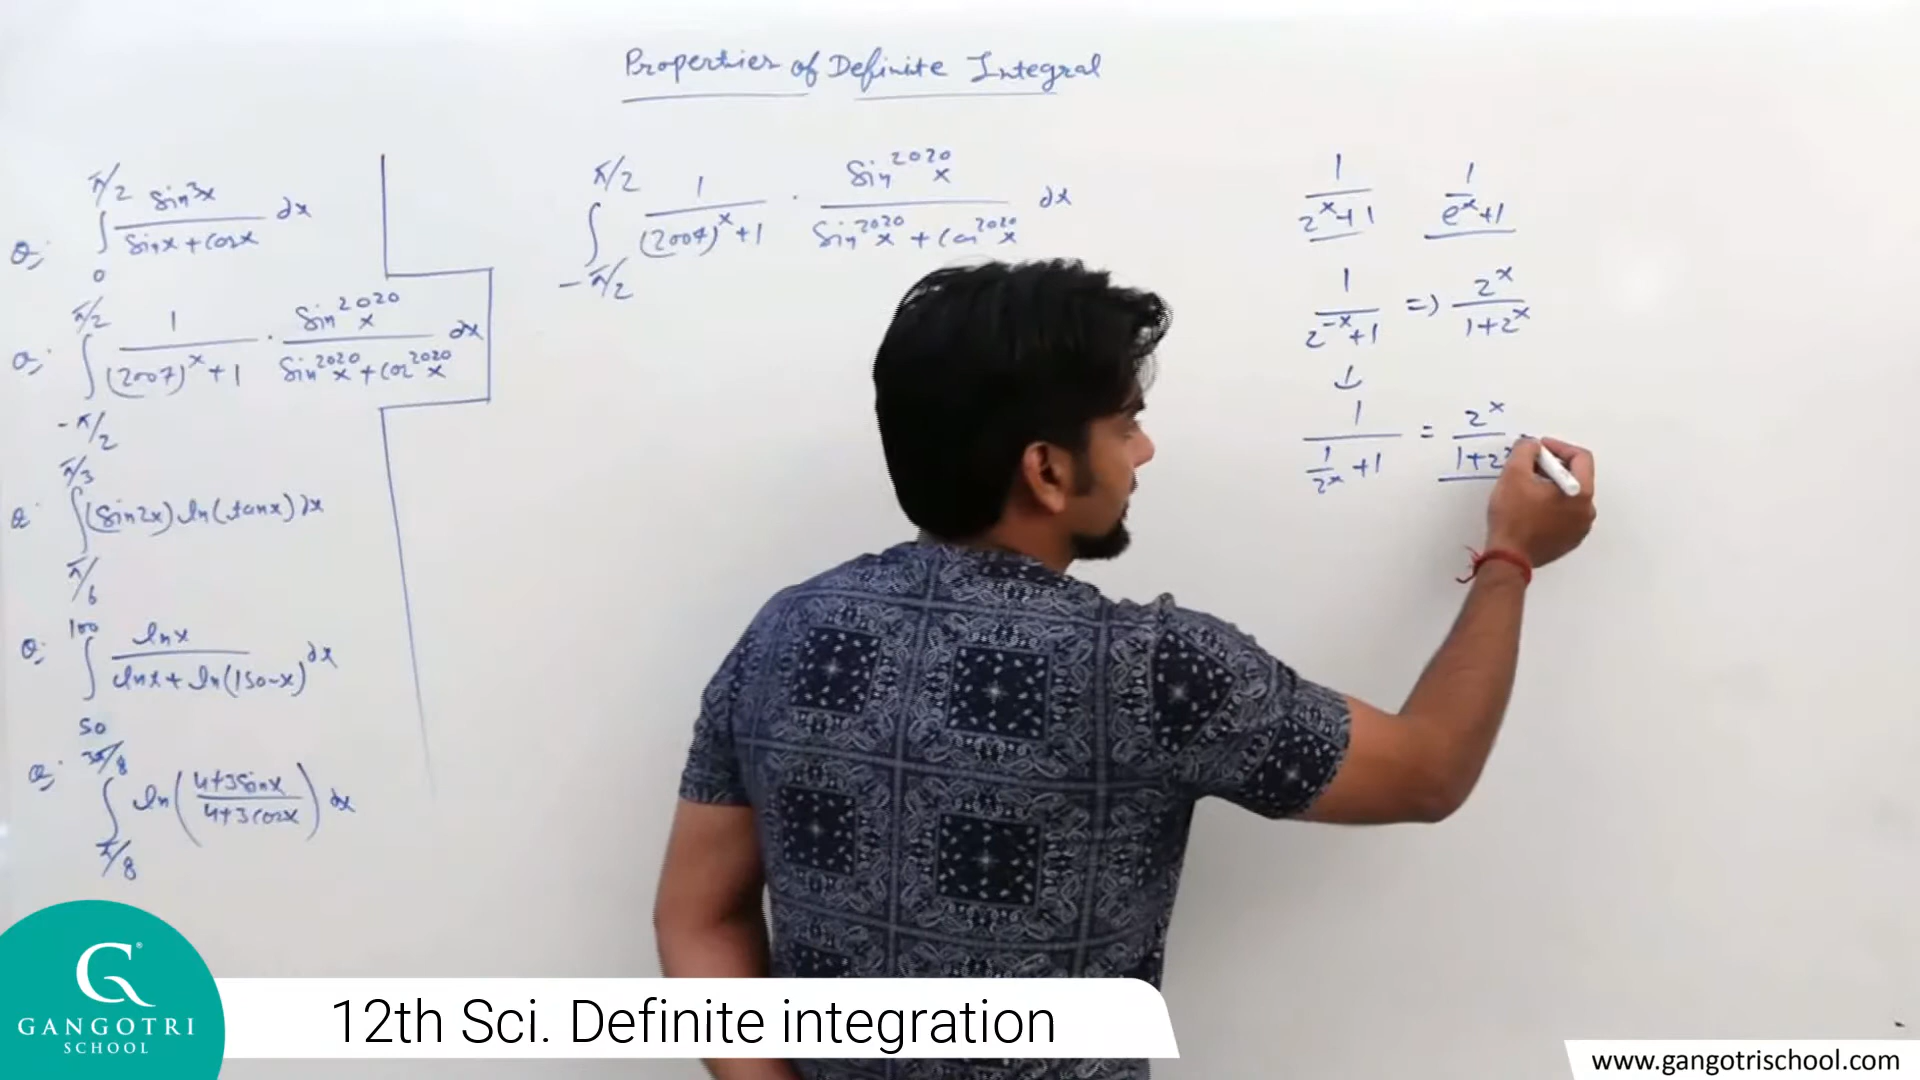 Properties of Definite Integral
Q: ∫_0^{π/2} sin³x / (sinx + cosx) dx
Q: ∫_{-π/2}^{π/2} 1/((2007)^x + 1) · sin^{2020}x / (sin^{2020}x + cos^{2020}x) dx
Q: ∫_{π/6}^{π/3} (sin2x) ln(tanx) dx
Q: ∫_{50}^{100} lnx / (lnx + ln(150-x)) dx
Q: ∫_{π/8}^{3π/8} ln((4+3sinx)/(4+3cosx)) dx
∫_{-π/2}^{π/2} 1/((2007)^x + 1) · sin^{2020}x / (sin^{2020}x + cos^{2020}x) dx
1/(2^x+1) 1/(e^x+1)
1/(2^{-x}+1) => 2^x/(1+2^x)
↓
1/(1/2^x + 1) = 2^x/(1+2^x)
G®
GANGOTRI
SCHOOL
12th Sci. Definite integration
www.gangotrischool.com